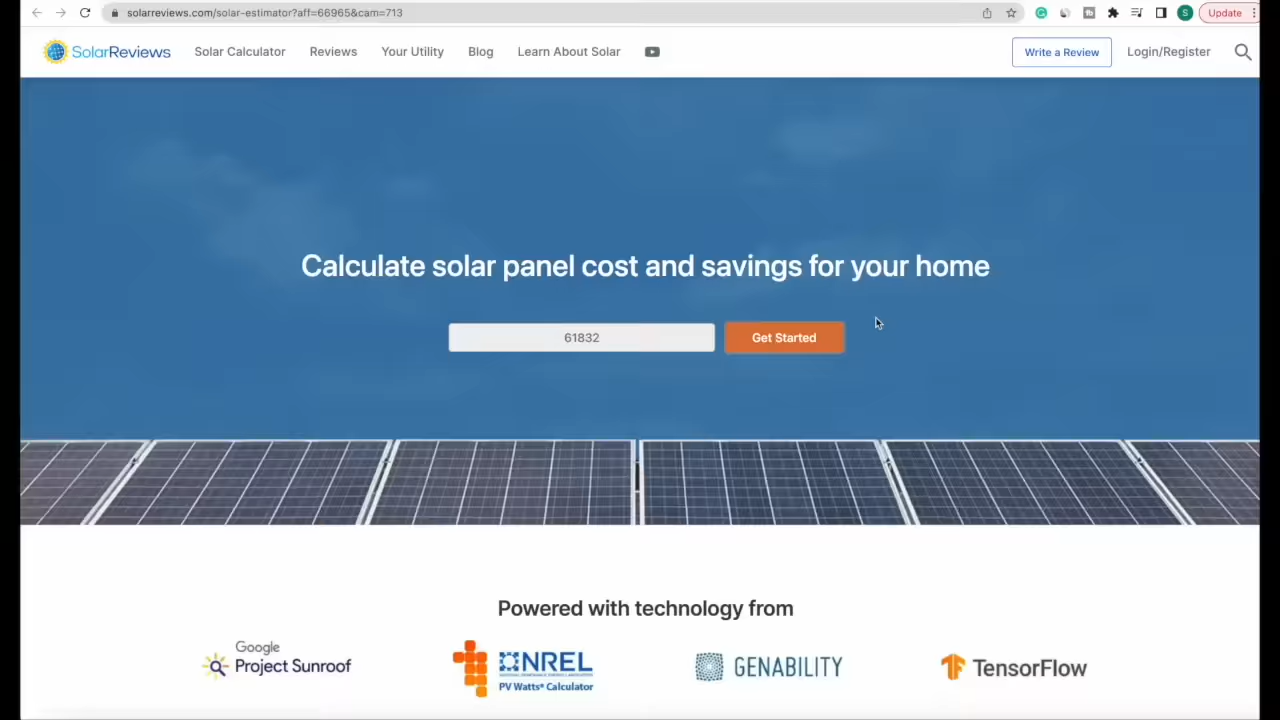 solarreviews.com/solar-estimator?aff=66965&cam=713
S
Update
SolarReviews
Solar Calculator
Reviews
Your Utility
Blog
Learn About Solar
Write a Review
Login/Register
Calculate solar panel cost and savings for your home
61832
Get Started
Powered with technology from
Google
Project Sunroof
NREL
PV Watts® Calculator
GENABILITY
TensorFlow